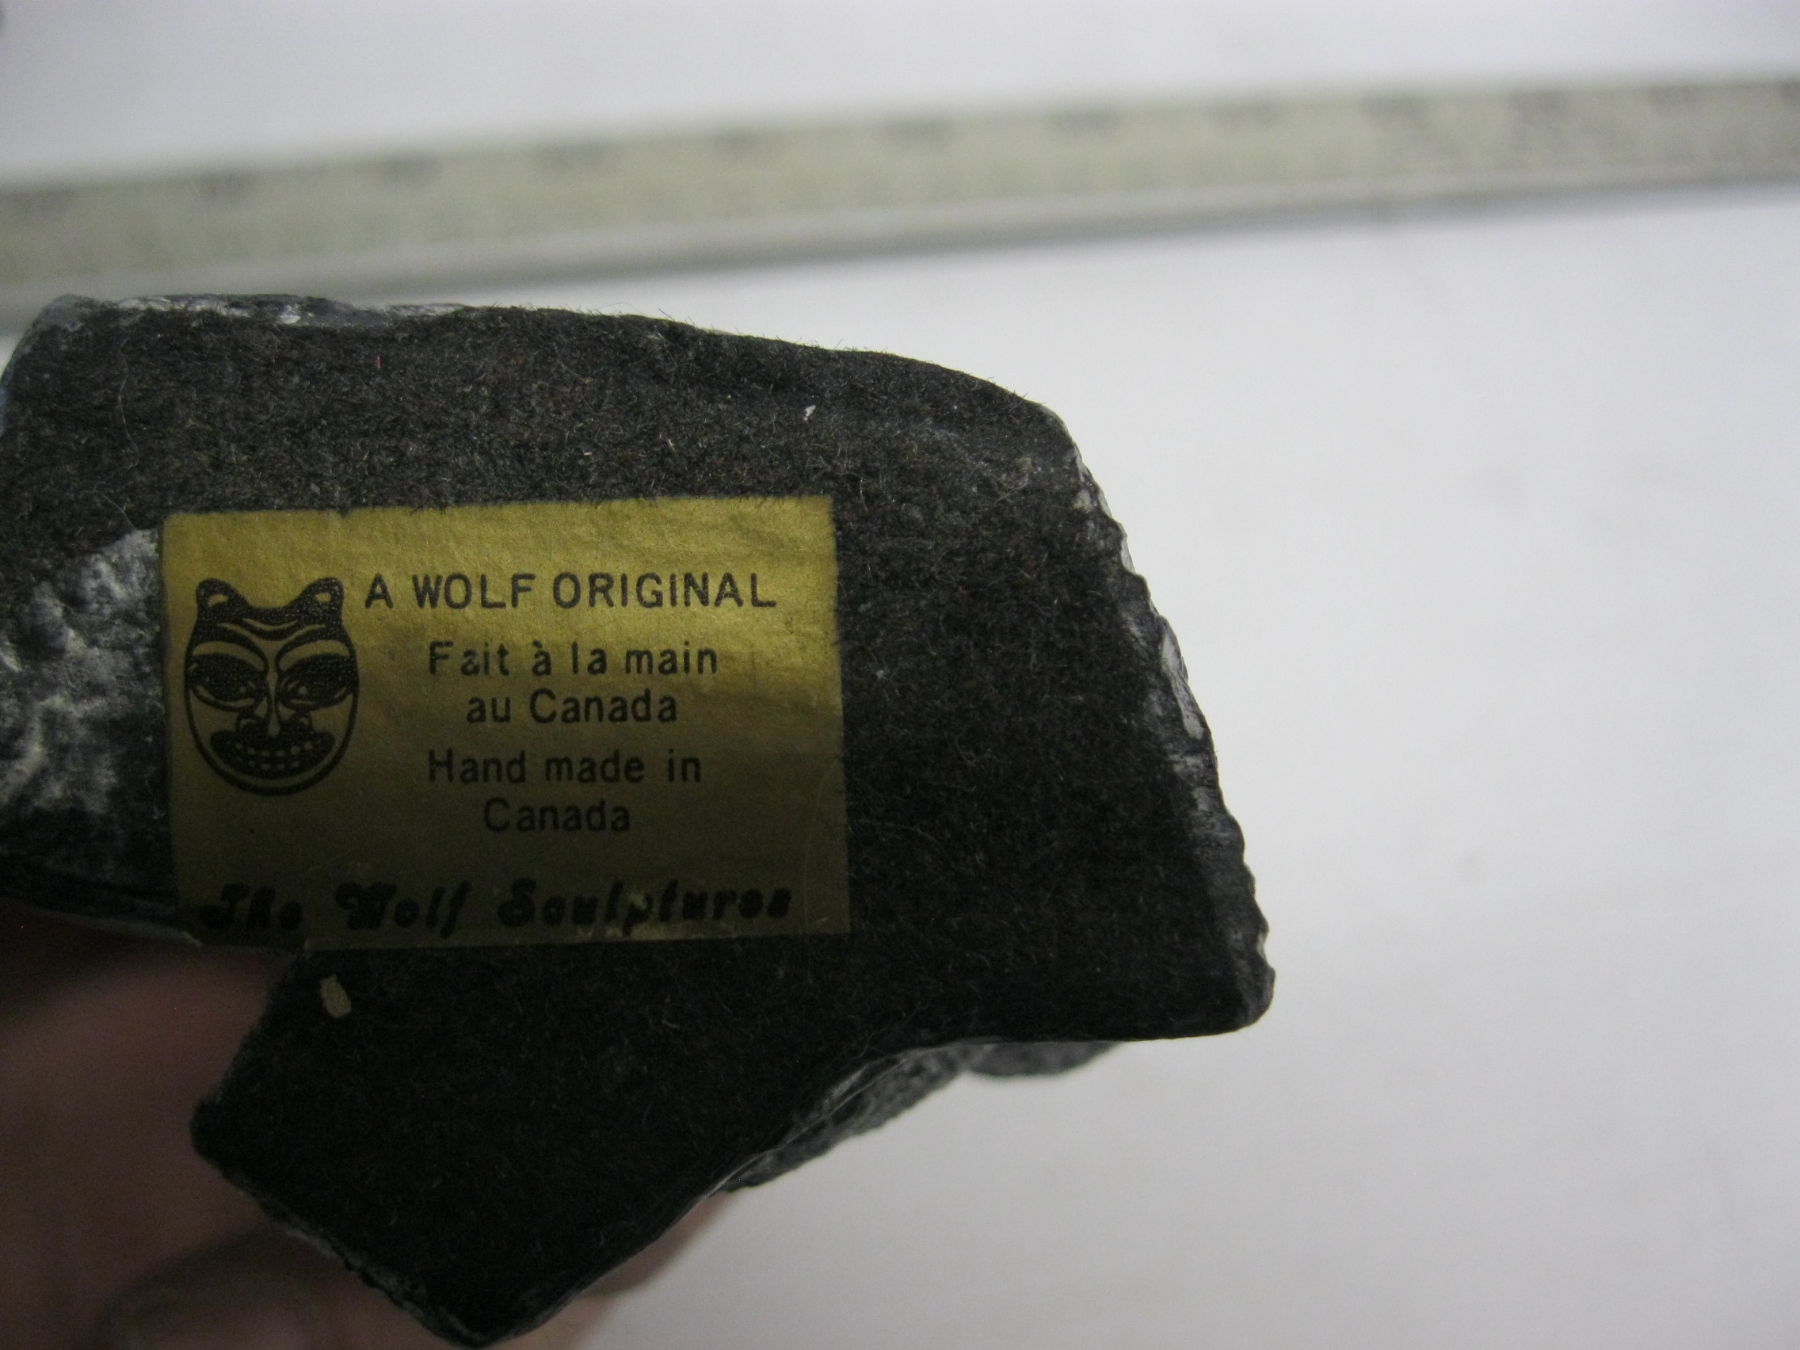 A WOLF ORIGINAL
Fait à la main
au Canada
Hand made in
Canada
The Wolf Sculptures